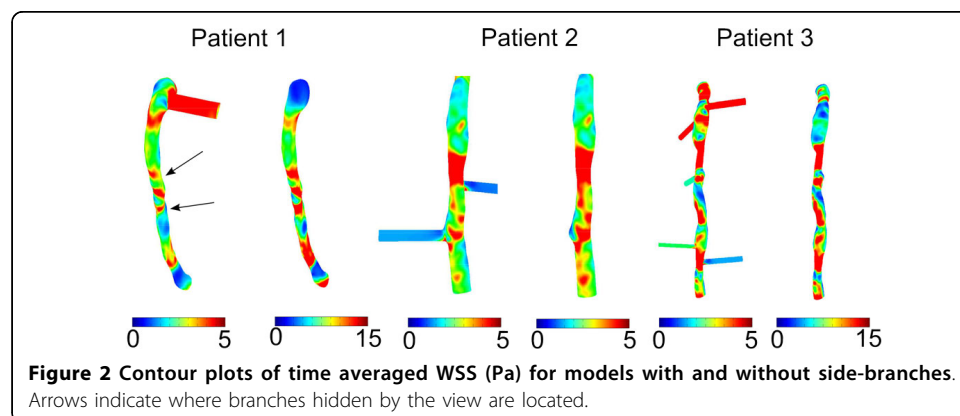 Patient 1 Patient 2 Patient 3
0 5 0 15 0 5 0 5 0 5 0 15
Figure 2 Contour plots of time averaged WSS (Pa) for models with and without side-branches.
Arrows indicate where branches hidden by the view are located.